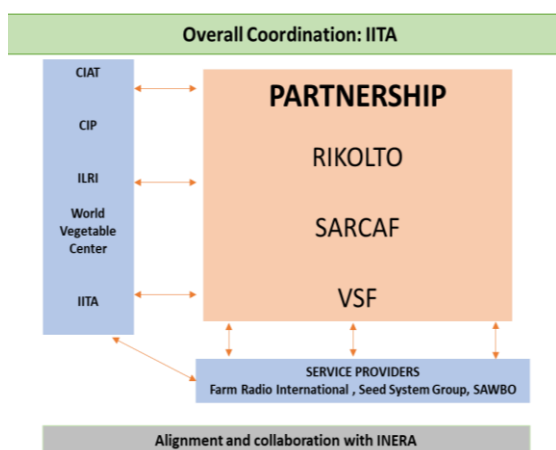 Overall Coordination: IITA
CIAT
CIP
ILRI
World
Vegetable
Center
IITA
PARTNERSHIP
RIKOLTO
SARCAF
VSF
SERVICE PROVIDERS
Farm Radio International , Seed System Group, SAWBO
Alignment and collaboration with INERA